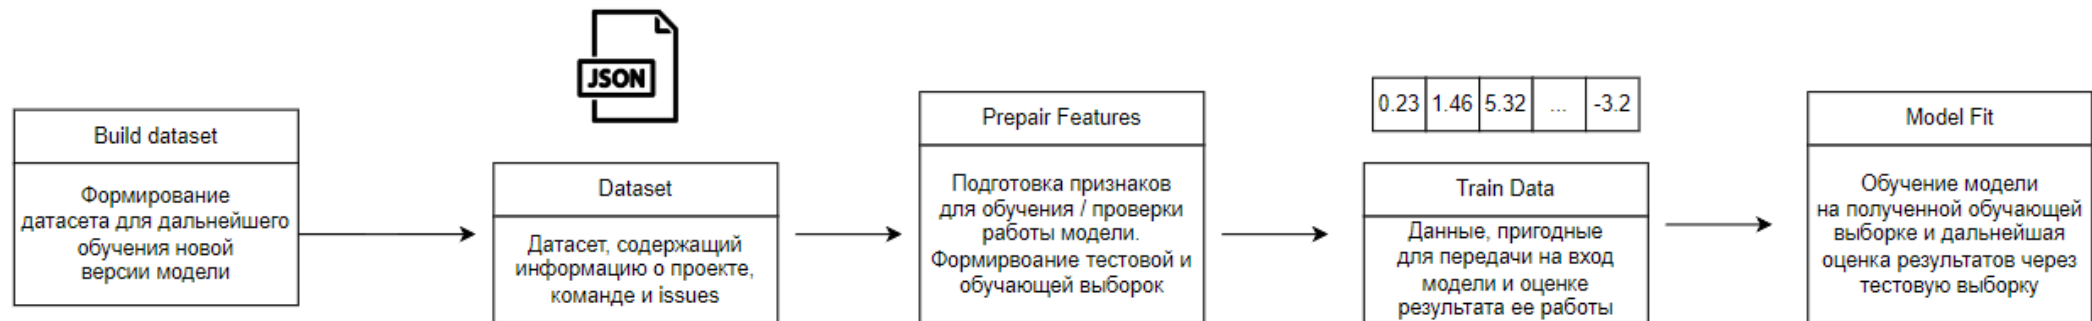 Build dataset
Формирование
датасета для дальнейшего
обучения новой
версии модели
JSON
Dataset
Датасет, содержащий
информацию о проекте,
команде и issues
Prepair Features
Подготовка признаков
для обучения / проверки
работы модели.
Формирвоание тестовой и
обучающей выборок
0.23 1.46 5.32 ... -3.2
Train Data
Данные, пригодные
для передачи на вход
модели и оценке
результата ее работы
Model Fit
Обучение модели
на полученной обучающей
выборке и дальнейшая
оценка результатов через
тестовую выборку